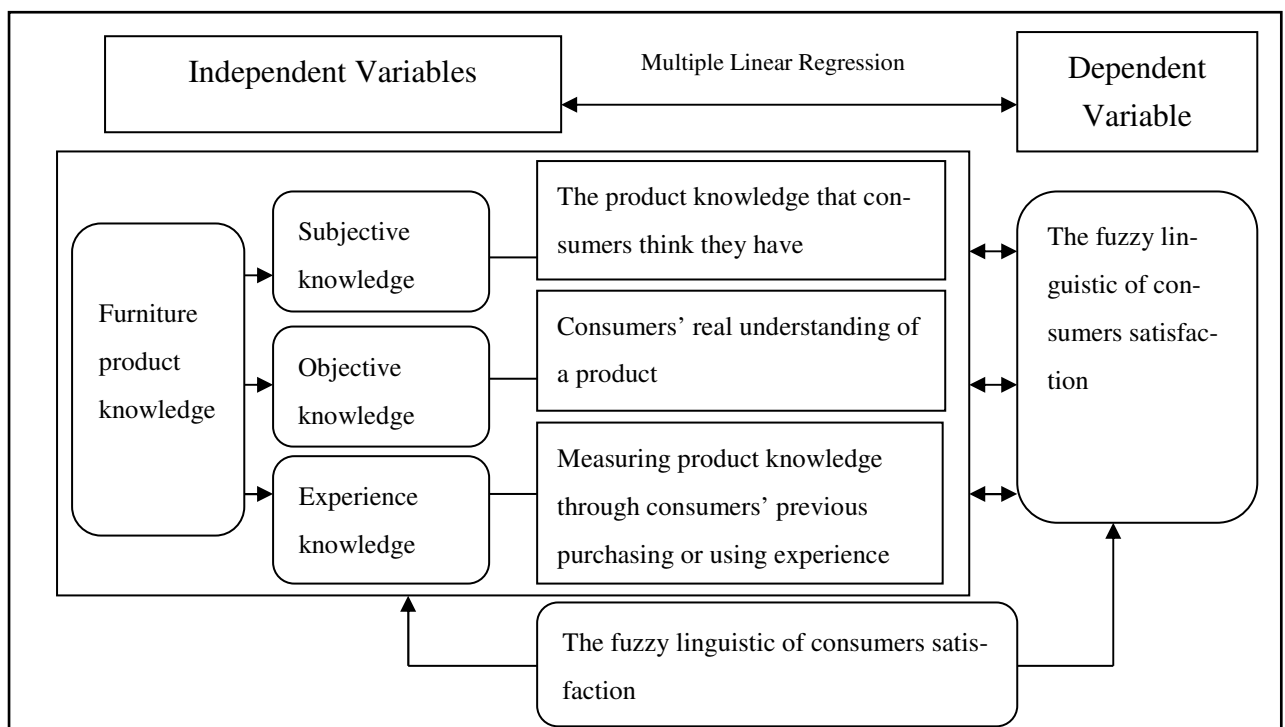 Independent Variables
Multiple Linear Regression
Dependent
Variable
Furniture
product
knowledge
Subjective
knowledge
The product knowledge that con-
sumers think they have
Objective
knowledge
Consumers’ real understanding of
a product
Experience
knowledge
Measuring product knowledge
through consumers’ previous
purchasing or using experience
The fuzzy lin-
guistic of con-
sumers satisfac-
tion
The fuzzy linguistic of consumers satis-
faction